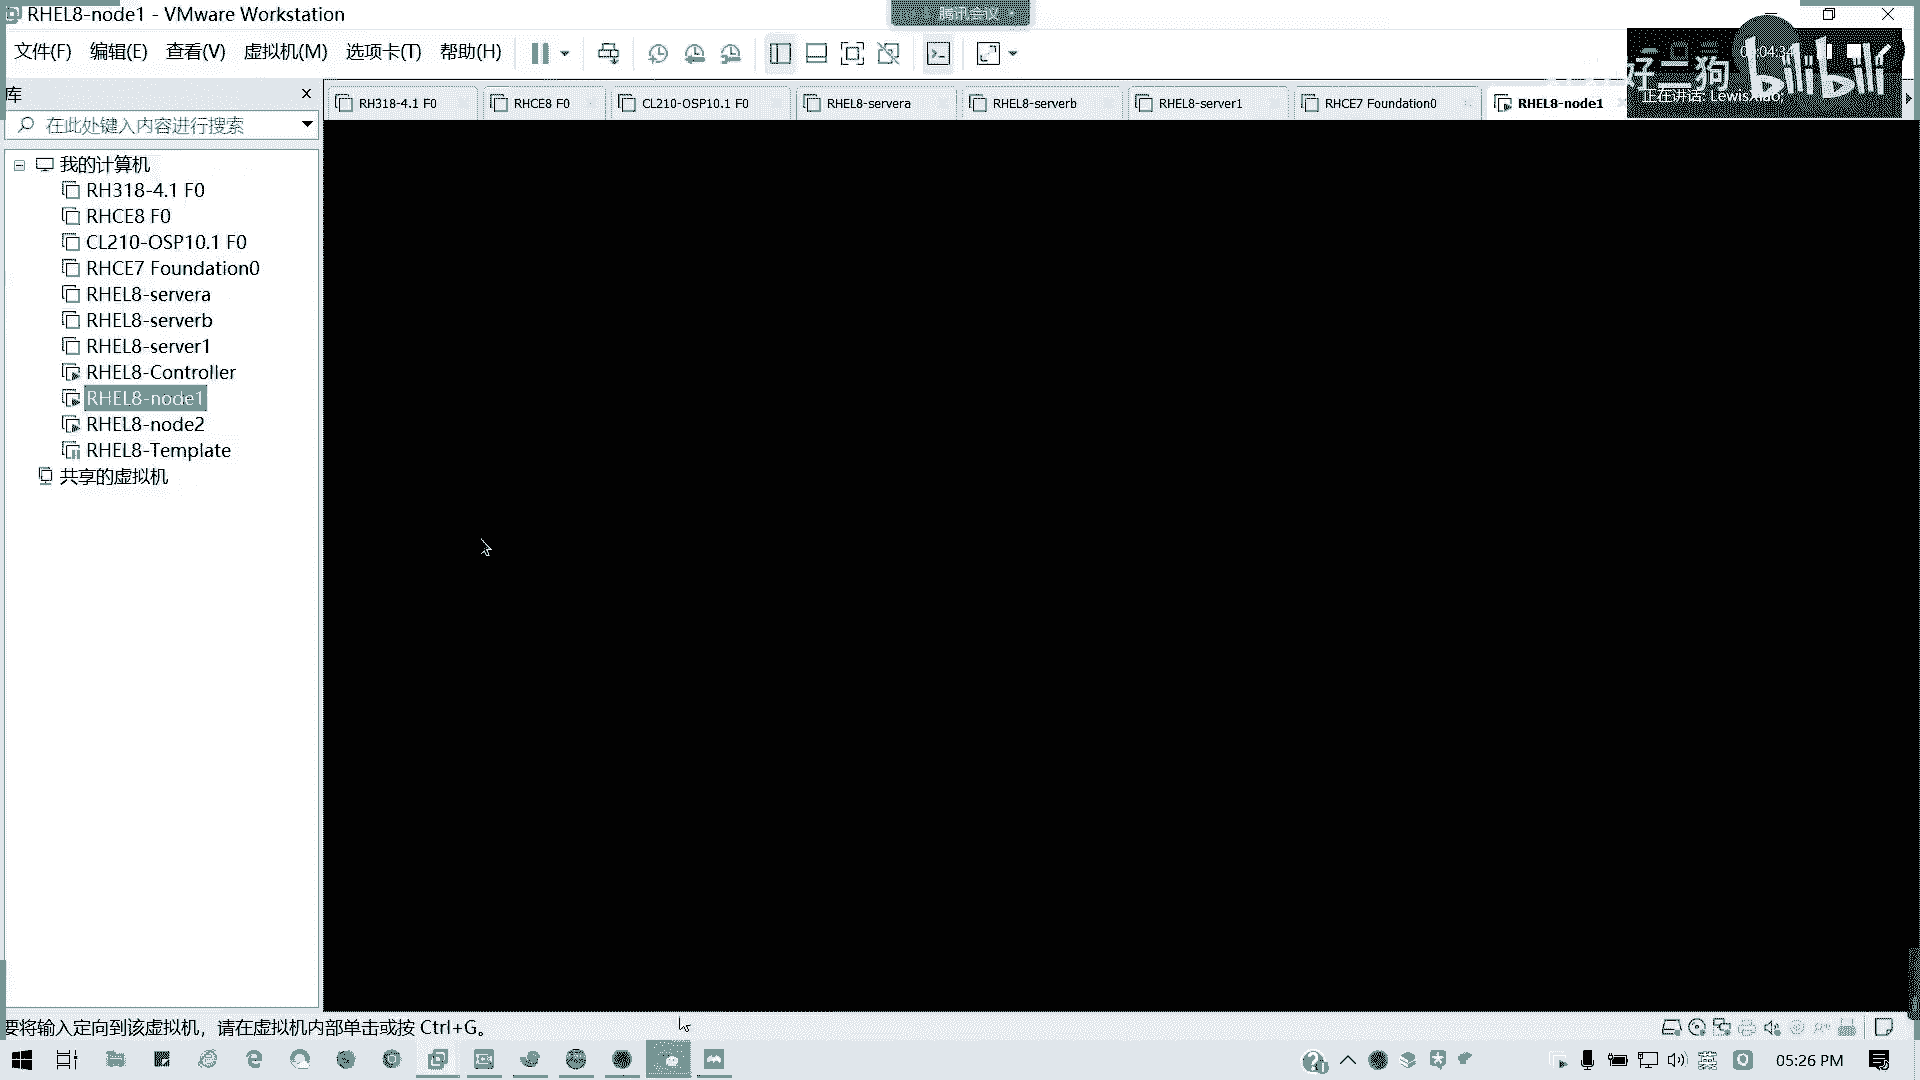 RHEL8-node1 - VMware Workstation
腾讯会议
文件(F) 编辑(E) 查看(V) 虚拟机(M) 选项卡(T) 帮助(H)
好二狗 bilibili
正在讲话: Lewis
库
RH318-4.1 F0 RHCE8 F0 CL210-OSP10.1 F0 RHEL8-servera RHEL8-serverb RHEL8-server1 RHCE7 Foundation0 RHEL8-node1
在此处键入内容进行搜索
我的计算机
RH318-4.1 F0
RHCE8 F0
CL210-OSP10.1 F0
RHCE7 Foundation0
RHEL8-servera
RHEL8-serverb
RHEL8-server1
RHEL8-Controller
RHEL8-node1
RHEL8-node2
RHEL8-Template
共享的虚拟机
要将输入定向到该虚拟机，请在虚拟机内部单击或按 Ctrl+G。
英
05:26 PM